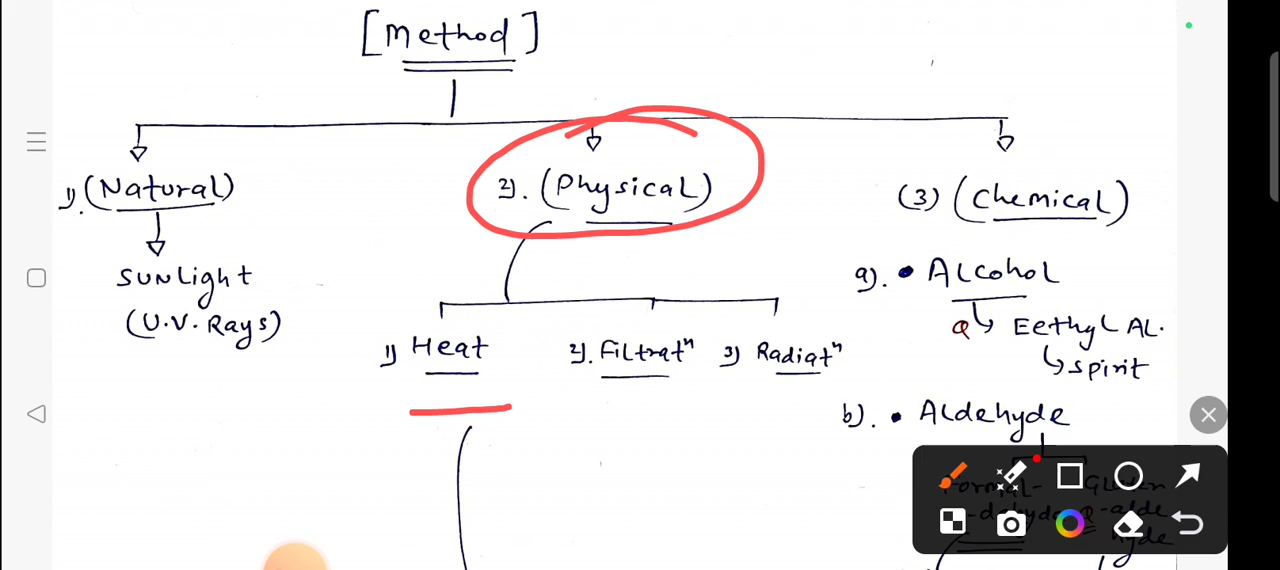 [Method]
1). (Natural)
SUNLight
(U.V. Rays)
2). (Physical)
1) Heat
2). Filtratⁿ
3) Radiatⁿ
(3) (Chemical)
a). • Alcohol
Eethyl AL.
spirit
b). • Aldehyde